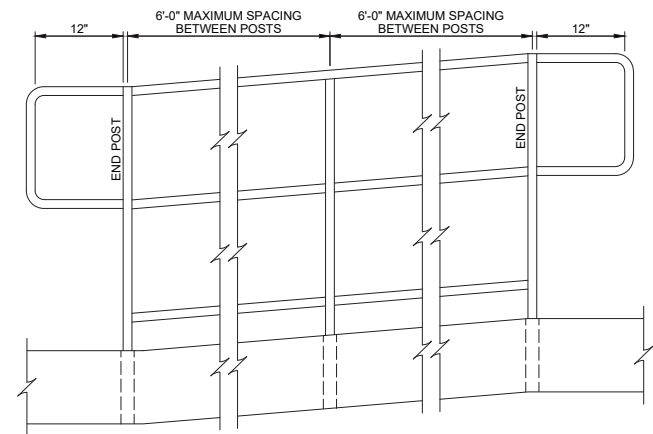 12"
6'-0" MAXIMUM SPACING
BETWEEN POSTS
6'-0" MAXIMUM SPACING
BETWEEN POSTS
12"
END POST
END POST